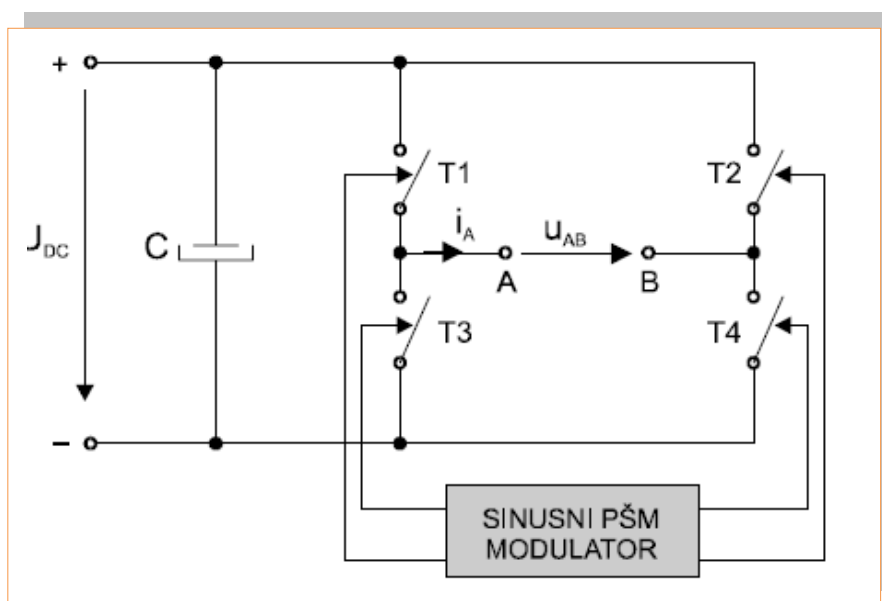 +
T1
T2
J_DC
C
i_A
u_AB
A
B
T3
T4
−
SINUSNI PŠM
MODULATOR